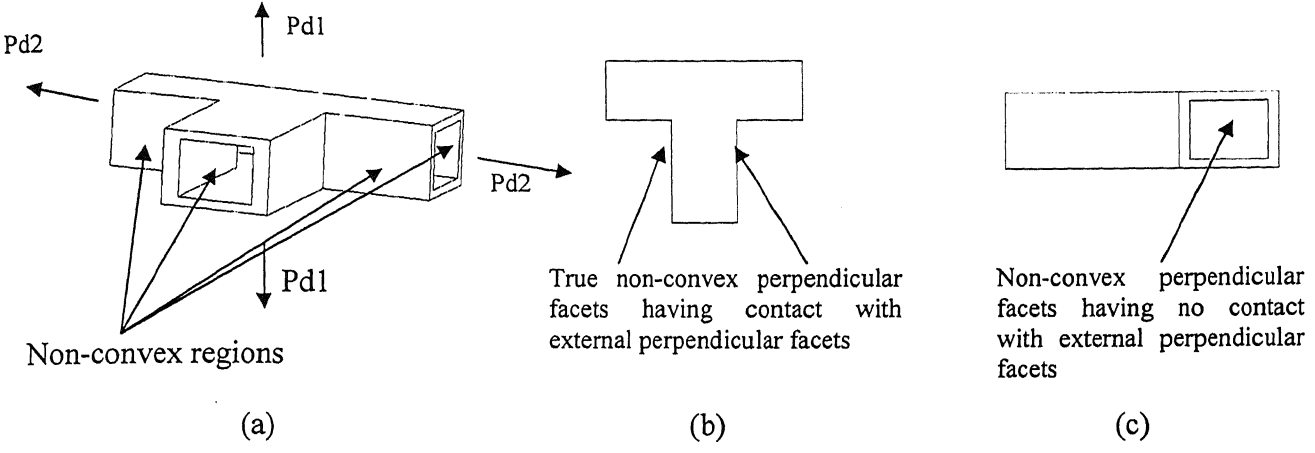 Pd1
Pd2
Pd2
Pd1
Non-convex regions
(a)
True non-convex perpendicular
facets having contact with
external perpendicular facets
(b)
Non-convex perpendicular
facets having no contact
with external perpendicular
facets
(c)